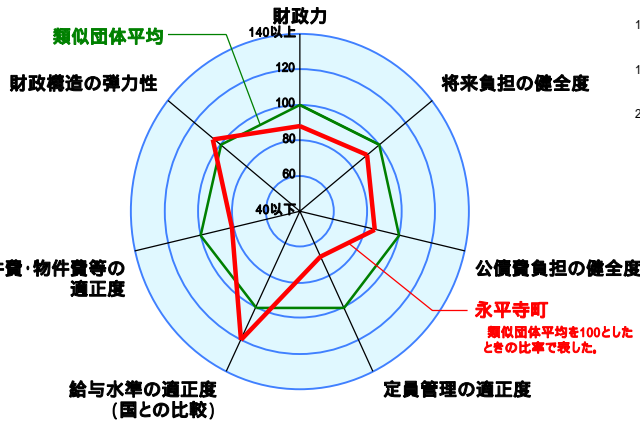 財政力
140以上
類似団体平均
財政構造の弾力性
将来負担の健全度
120
100
80
60
40以下
件費・物件費等の
適正度
公債費負担の健全度
永平寺町
類似団体平均を100とした
ときの比率で表した。
給与水準の適正度
(国との比較)
定員管理の適正度
1
1
2